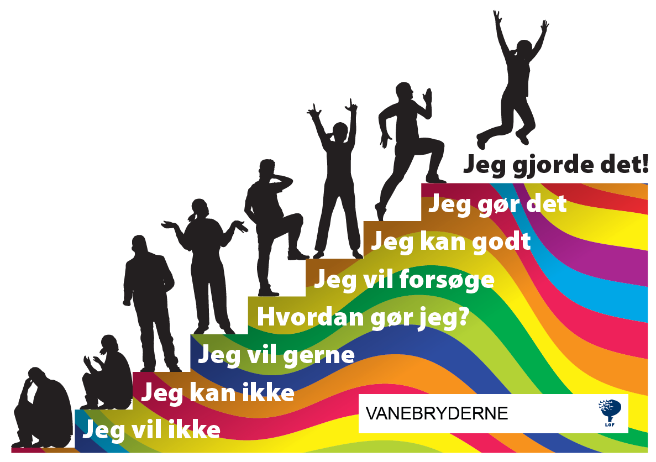 Jeg gjorde det!
Jeg gør det
Jeg kan godt
Jeg vil forsøge
Hvordan gør jeg?
Jeg vil gerne
Jeg kan ikke
Jeg vil ikke
VANEBRYDERNE
LOF